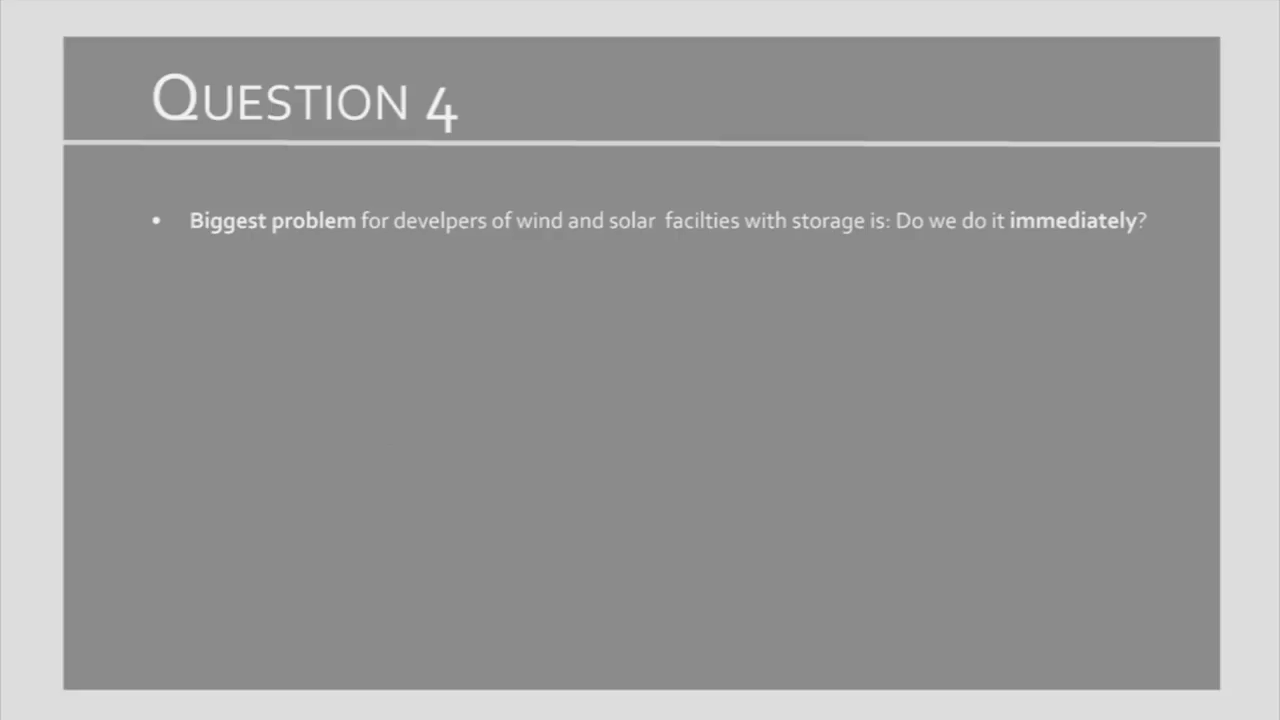 QUESTION 4
• Biggest problem for develpers of wind and solar facilties with storage is: Do we do it immediately?